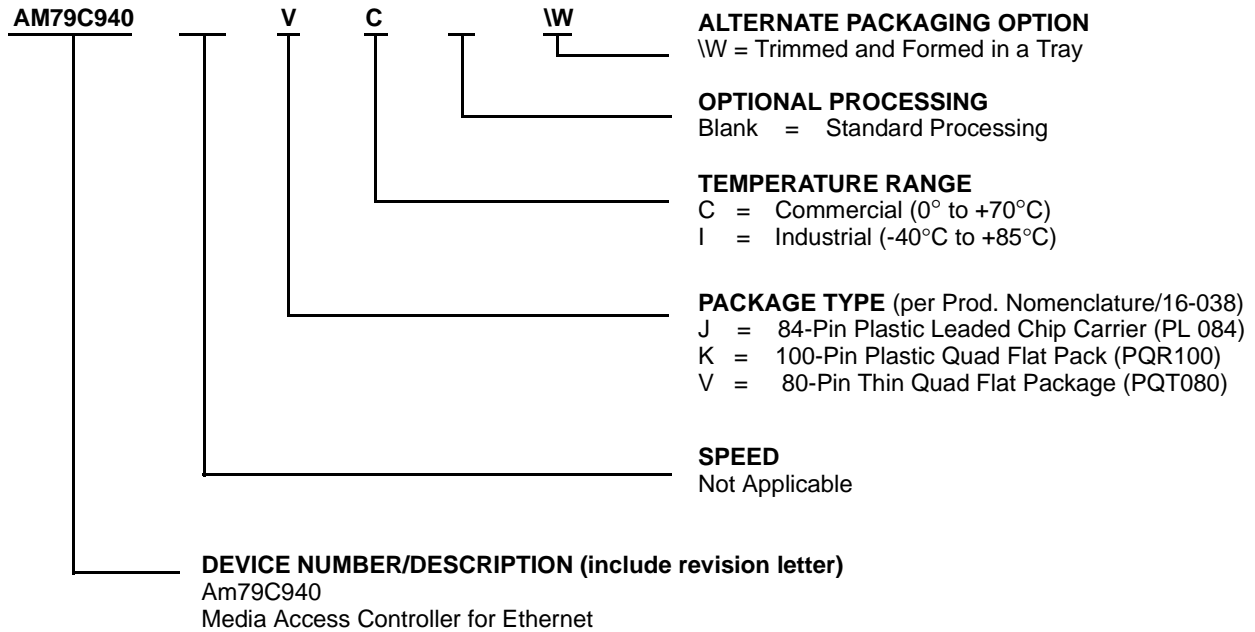 AM79C940 V C \W
ALTERNATE PACKAGING OPTION
\W = Trimmed and Formed in a Tray
OPTIONAL PROCESSING
Blank = Standard Processing
TEMPERATURE RANGE
C = Commercial (0° to +70°C)
I = Industrial (-40°C to +85°C)
PACKAGE TYPE (per Prod. Nomenclature/16-038)
J = 84-Pin Plastic Leaded Chip Carrier (PL 084)
K = 100-Pin Plastic Quad Flat Pack (PQR100)
V = 80-Pin Thin Quad Flat Package (PQT080)
SPEED
Not Applicable
DEVICE NUMBER/DESCRIPTION (include revision letter)
Am79C940
Media Access Controller for Ethernet